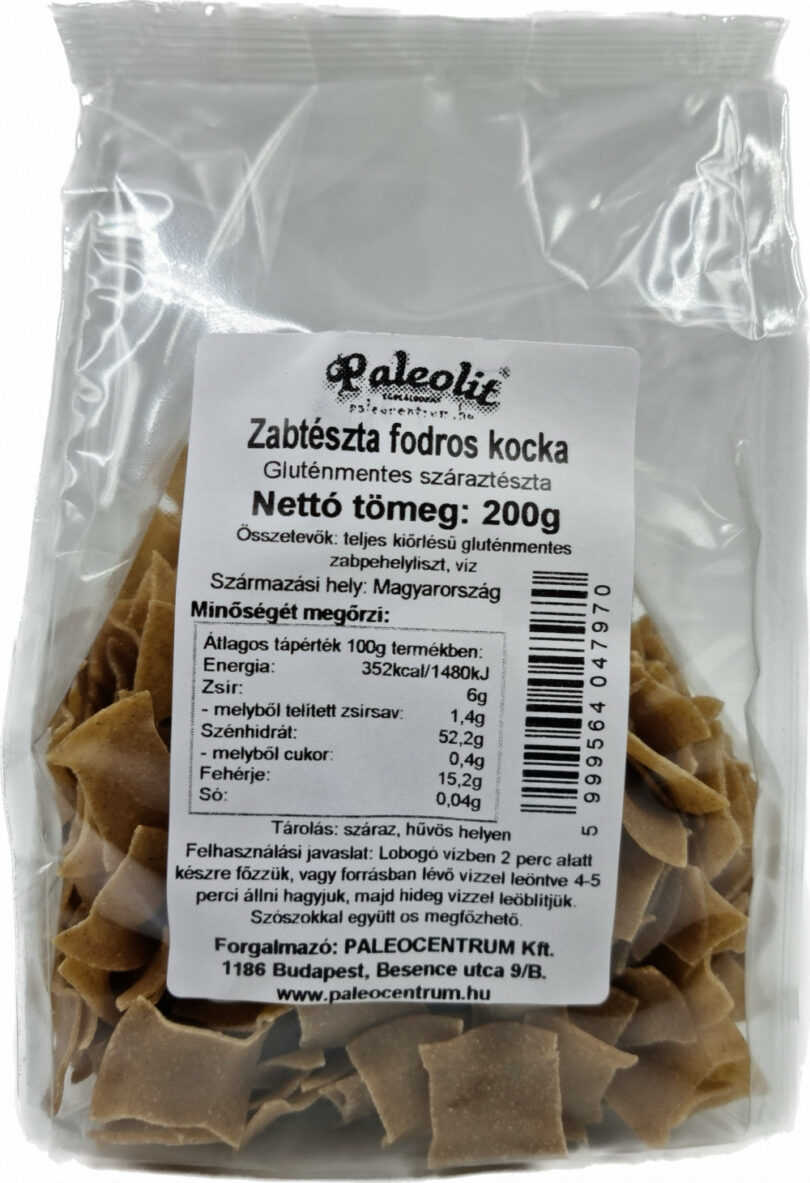 Paleolit®
paleocentrum.hu
Zabtészta fodros kocka
Gluténmentes száraztészta
Nettó tömeg: 200g
Összetevők: teljes kiőrlésű gluténmentes
zabpehelyliszt, víz
Származási hely: Magyarország
Minőségét megőrzi:
Átlagos tápérték 100g termékben:
Energia: 352kcal/1480kJ
Zsír: 6g
- melyből telített zsírsav: 1,4g
Szénhidrát: 52,2g
- melyből cukor: 0,4g
Fehérje: 15,2g
Só: 0,04g
5 999564 047970
Tárolás: száraz, hűvös helyen
Felhasználási javaslat: Lobogó vízben 2 perc alatt
készre főzzük, vagy forrásban lévő vízzel leöntve 4-5
perci állni hagyjuk, majd hideg vízzel leöblítjük.
Szószokkal együtt os megfőzhető.
Forgalmazó: PALEOCENTRUM Kft.
1186 Budapest, Besence utca 9/B.
www.paleocentrum.hu